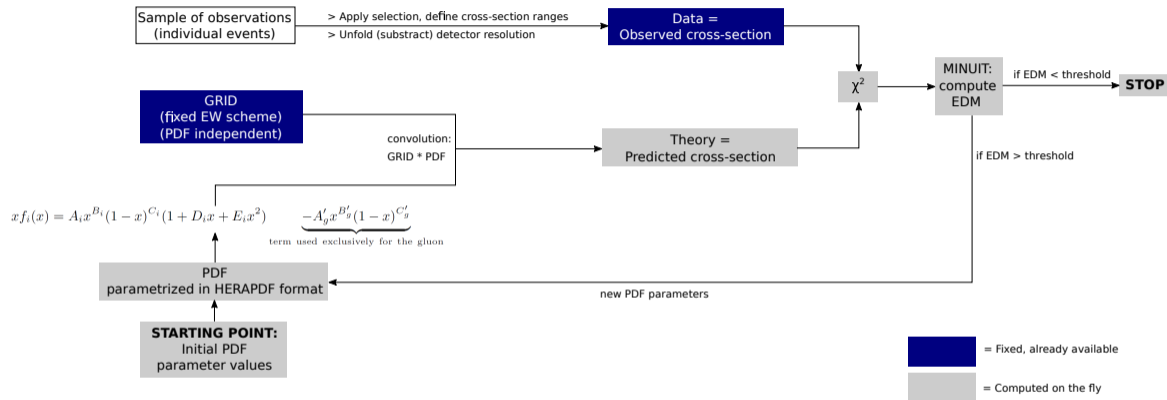 Sample of observations
(individual events)
> Apply selection, define cross-section ranges
> Unfold (substract) detector resolution
Data =
Observed cross-section
GRID
(fixed EW scheme)
(PDF independent)
convolution:
GRID * PDF
Theory =
Predicted cross-section
χ²
MINUIT:
compute
EDM
if EDM < threshold
STOP
if EDM > threshold
xf_i(x) = A_i x^{B_i}(1 − x)^{C_i}(1 + D_i x + E_i x²) −A'_g x^{B'_g}(1 − x)^{C'_g}
term used exclusively for the gluon
PDF
parametrized in HERAPDF format
new PDF parameters
STARTING POINT:
Initial PDF
parameter values
= Fixed, already available
= Computed on the fly